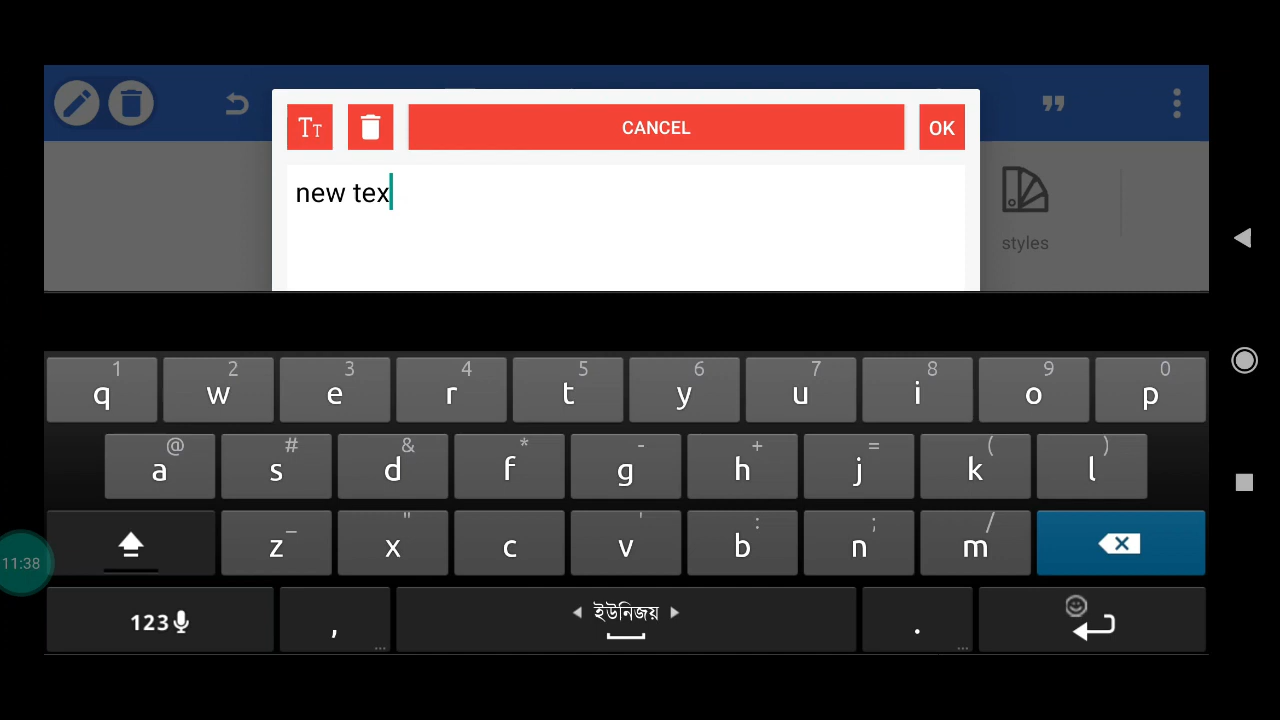 Tт CANCEL OK
new tex
styles
1 2 3 4 5 6 7 8 9 0
q w e r t y u i o p
@ # & * - + = ( )
a s d f g h j k l
_ " ' : ; /
z x c v b n m
11:38
123 , ইউনিজয় .
... ...